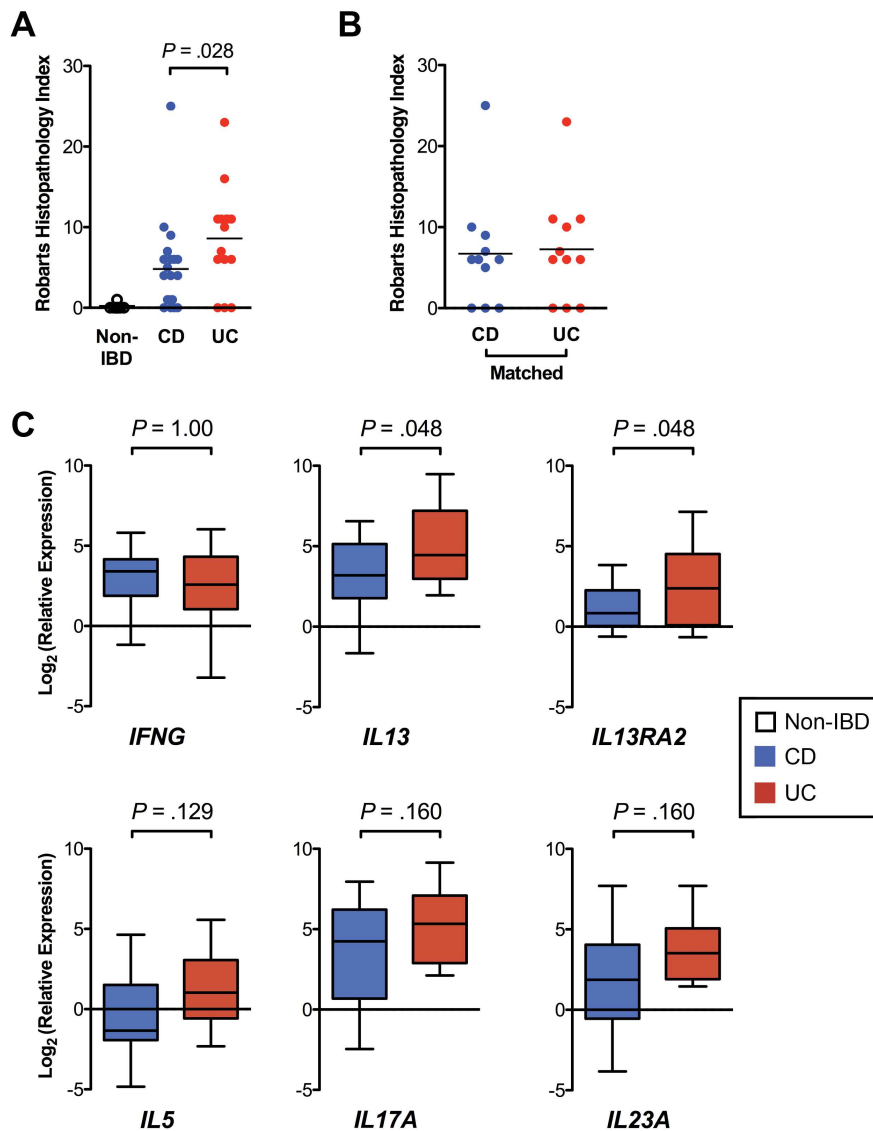 A
P = .028
Robarts Histopathology Index
30
20
10
0
Non-
IBD
CD
UC
B
Robarts Histopathology Index
30
20
10
0
CD
UC
Matched
C
P = 1.00
P = .048
P = .048
Log2 (Relative Expression)
10
5
0
-5
10
5
0
-5
10
5
0
-5
IFNG
IL13
IL13RA2
Non-IBD
CD
UC
P = .129
P = .160
P = .160
Log2 (Relative Expression)
10
5
0
-5
10
5
0
-5
10
5
0
-5
IL5
IL17A
IL23A